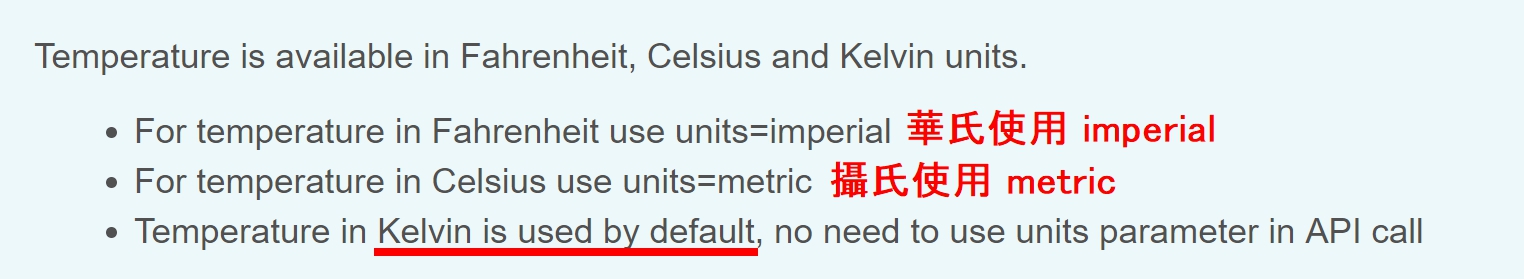 Temperature is available in Fahrenheit, Celsius and Kelvin units.
• For temperature in Fahrenheit use units=imperial 華氏使用 imperial
• For temperature in Celsius use units=metric 攝氏使用 metric
• Temperature in Kelvin is used by default, no need to use units parameter in API call